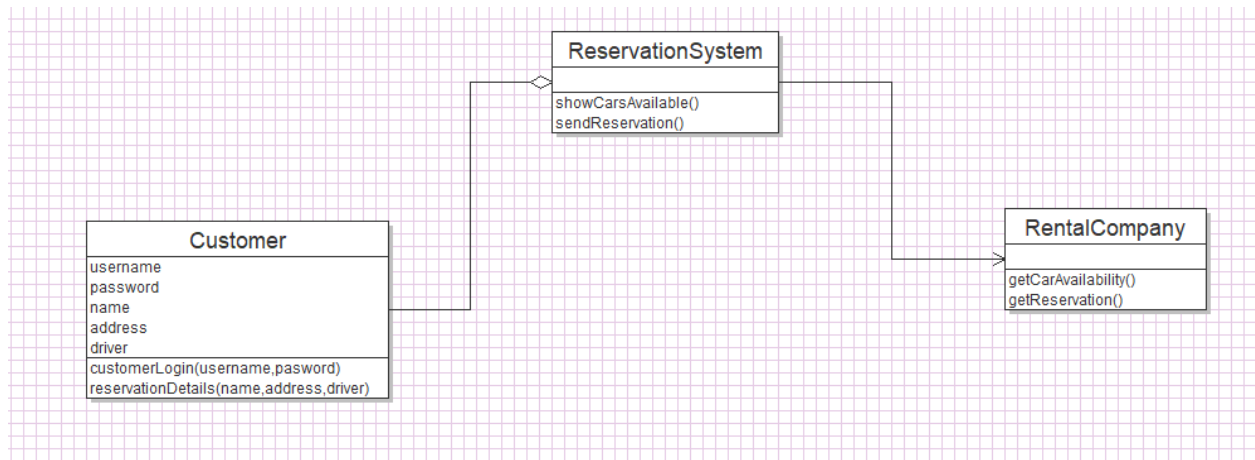 ReservationSystem
showCarsAvailable()
sendReservation()
Customer
username
password
name
address
driver
customerLogin(username,pasword)
reservationDetails(name,address,driver)
RentalCompany
getCarAvailability()
getReservation()